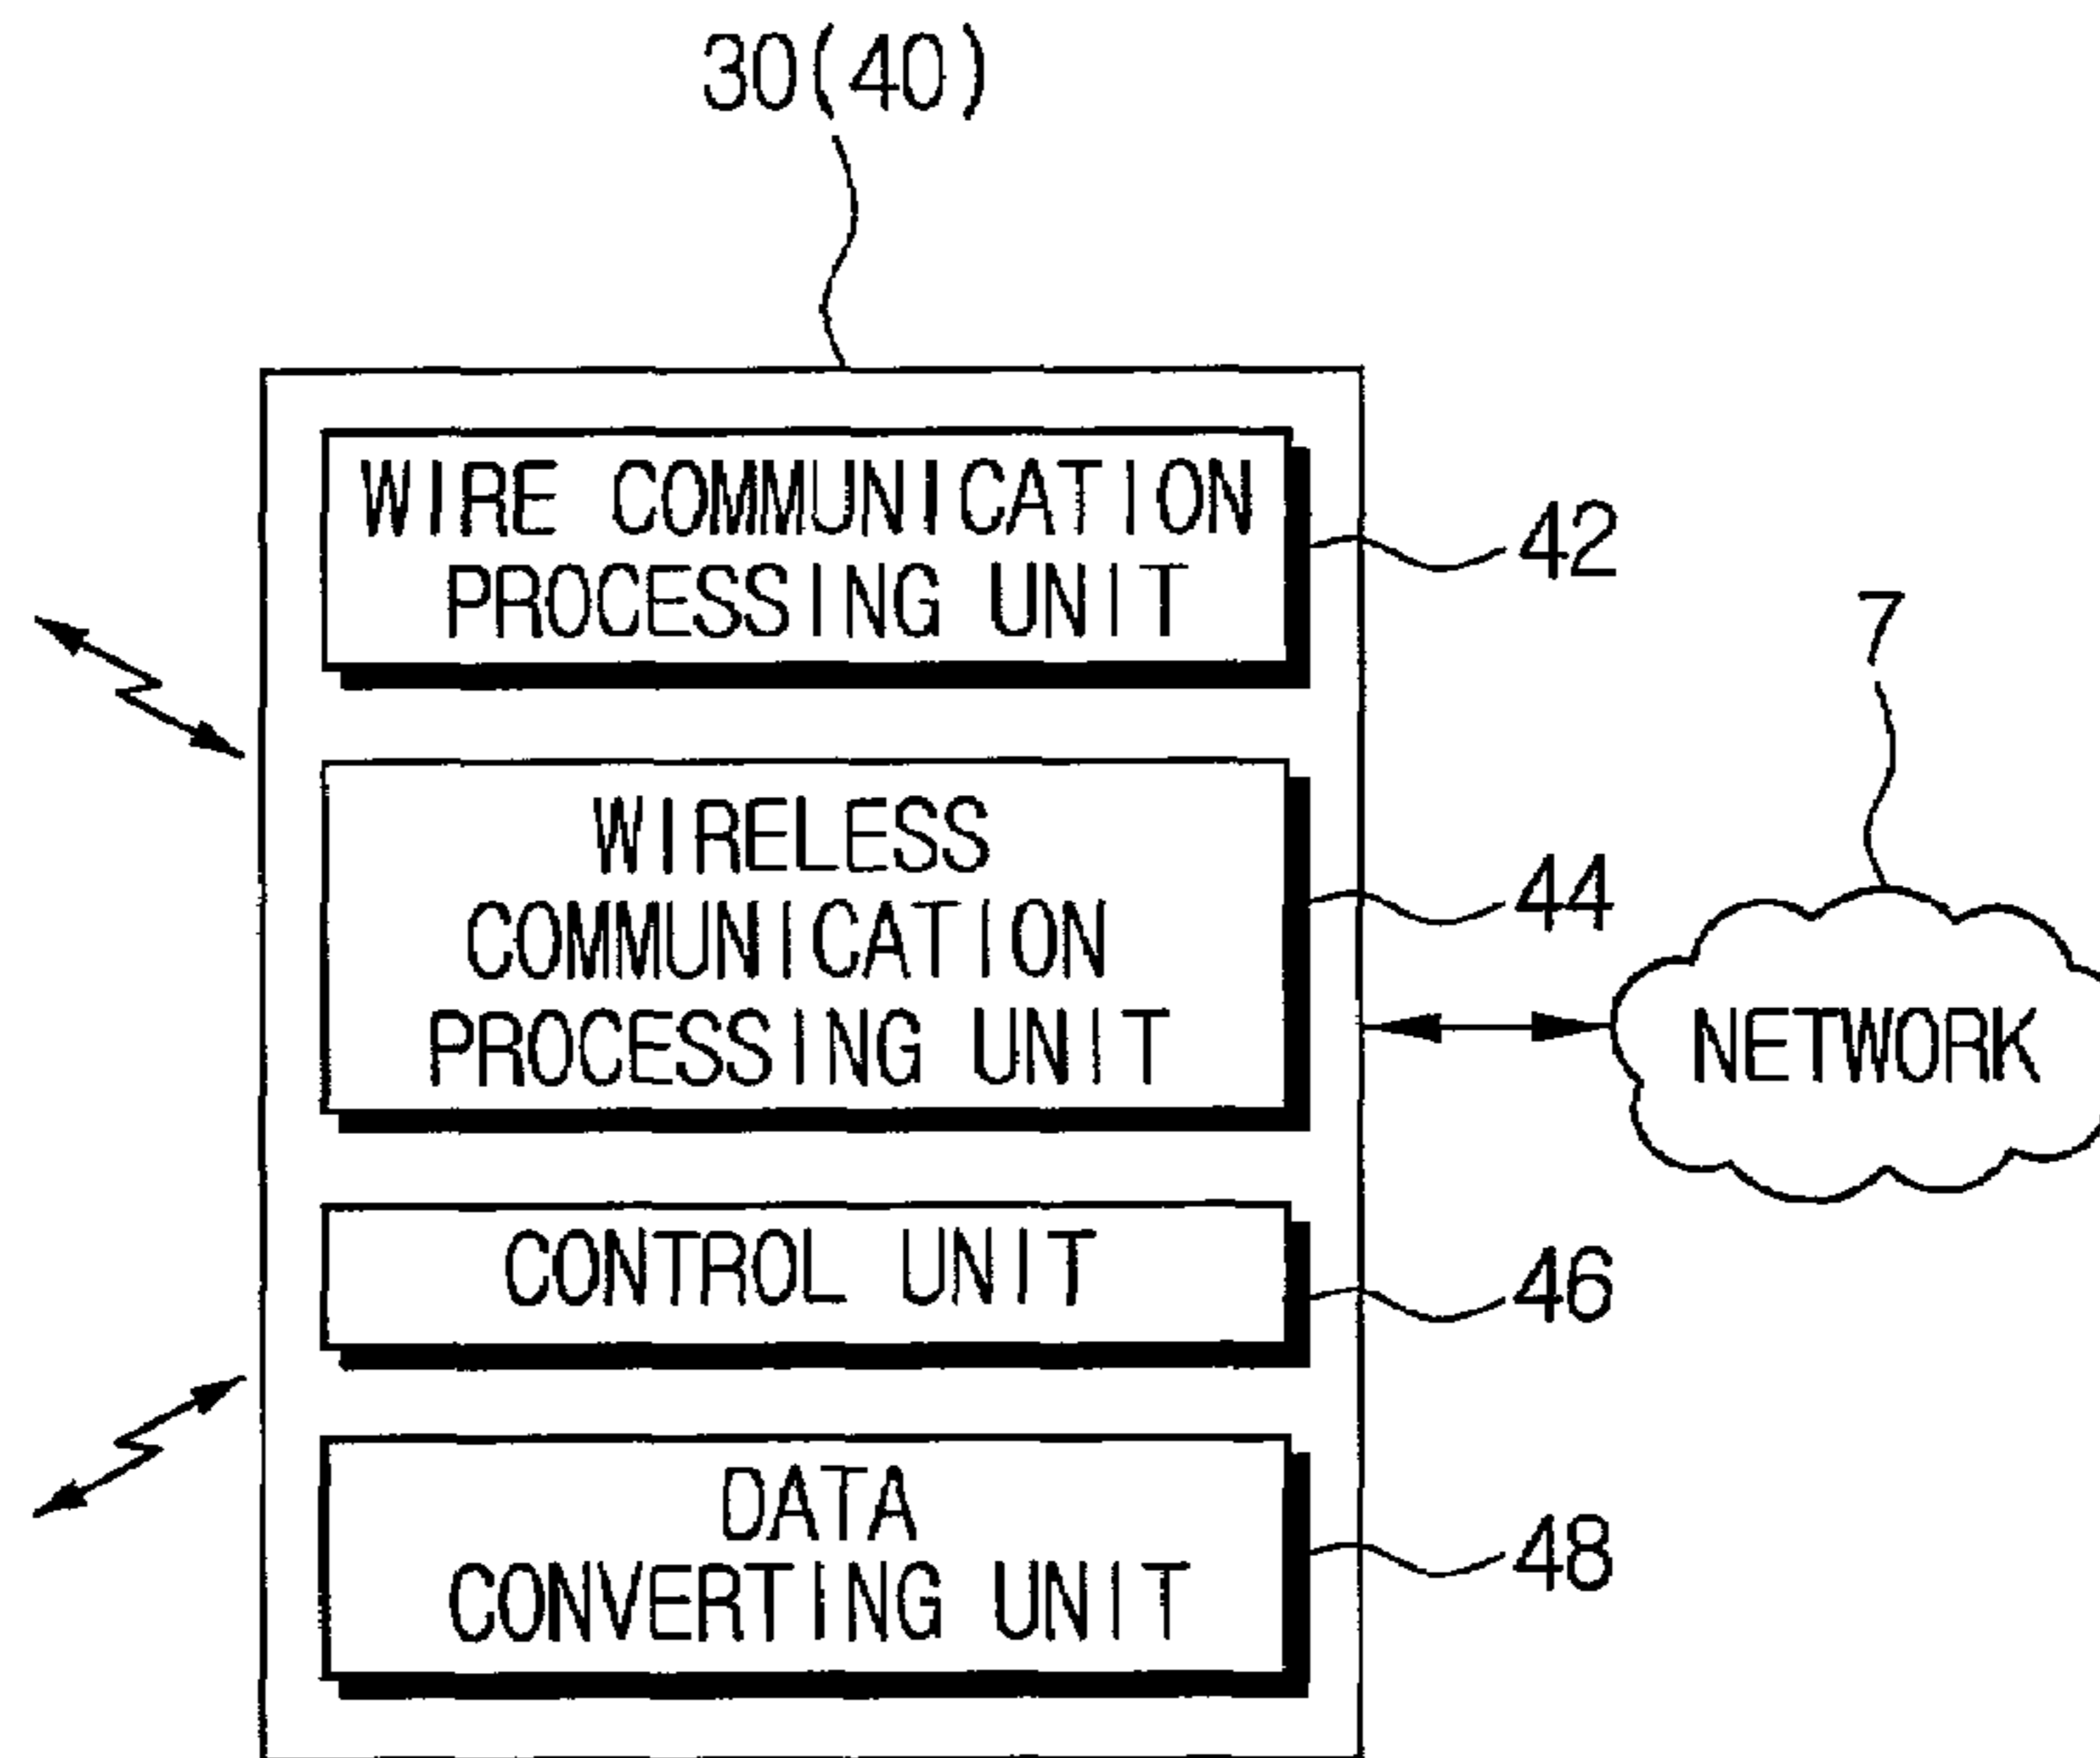 30(40)
WIRE COMMUNICATION
PROCESSING UNIT
42
7
WIRELESS
COMMUNICATION
PROCESSING UNIT
44
NETWORK
CONTROL UNIT
46
DATA
CONVERTING UNIT
48